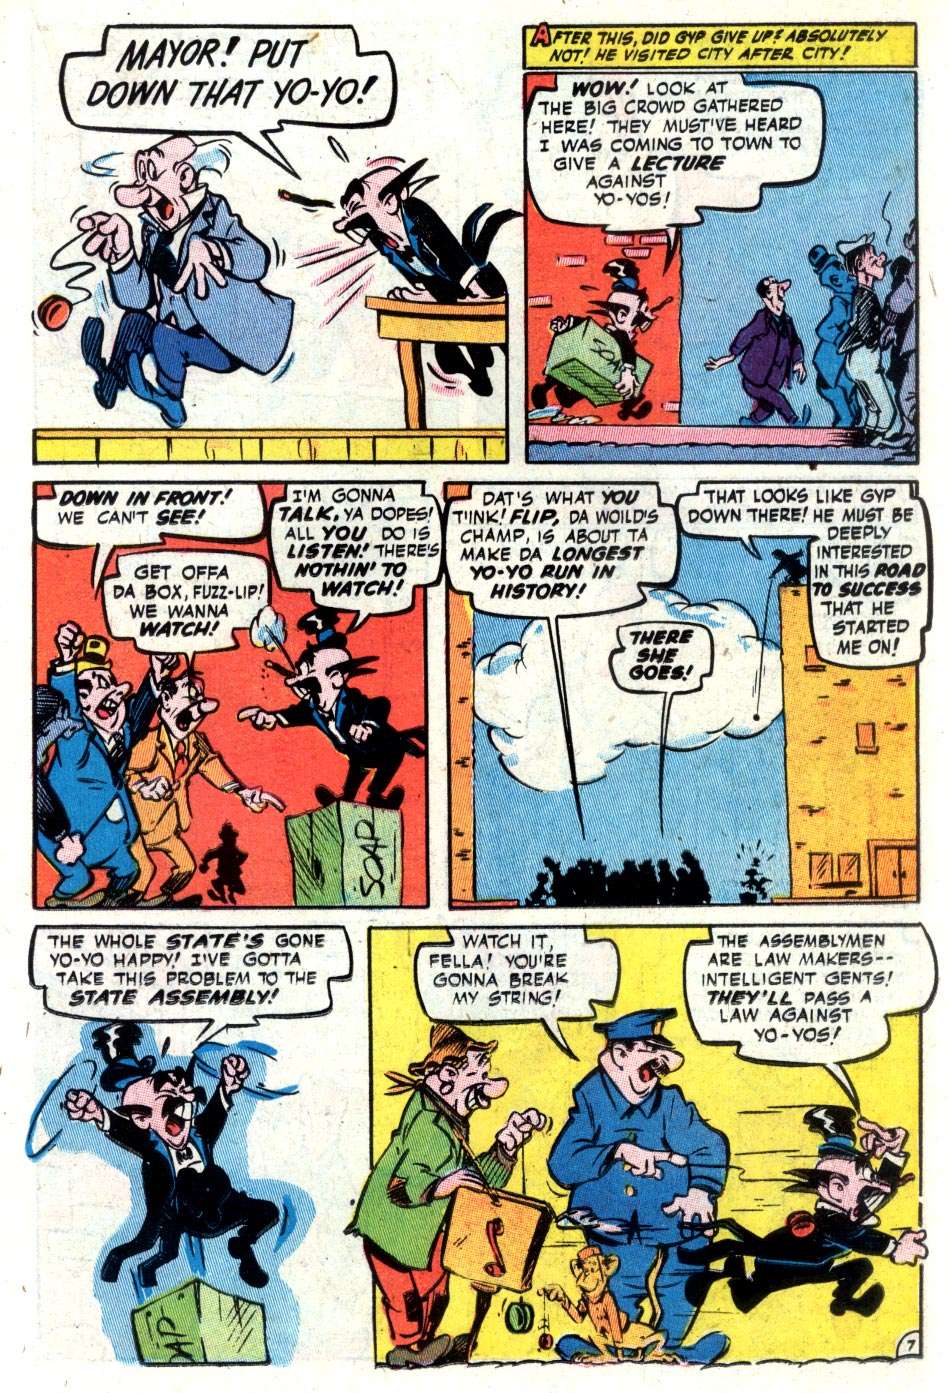 MAYOR! PUT
DOWN THAT YO-YO!
AFTER THIS, DID GYP GIVE UP? ABSOLUTELY
NOT! HE VISITED CITY AFTER CITY!
WOW! LOOK AT
THE BIG CROWD GATHERED
HERE! THEY MUST'VE HEARD
I WAS COMING TO TOWN TO
GIVE A LECTURE
AGAINST
YO-YOS!
SOAP
DOWN IN FRONT!
WE CAN'T SEE!
GET OFFA
DA BOX, FUZZ-LIP!
WE WANNA
WATCH!
I'M GONNA
TALK, YA DOPES!
ALL YOU DO IS
LISTEN! THERE'S
NOTHIN' TO
WATCH!
SOAP
DAT'S WHAT YOU
T'INK! FLIP, DA WOILD'S
CHAMP, IS ABOUT TA
MAKE DA LONGEST
YO-YO RUN IN
HISTORY!
THERE
SHE
GOES!
THAT LOOKS LIKE GYP
DOWN THERE! HE MUST BE
DEEPLY
INTERESTED
IN THIS ROAD
TO SUCCESS
THAT HE
STARTED
ME ON!
THE WHOLE STATE'S GONE
YO-YO HAPPY! I'VE GOTTA
TAKE THIS PROBLEM TO THE
STATE ASSEMBLY!
SOAP
WATCH IT,
FELLA! YOU'RE
GONNA BREAK
MY STRING!
THE ASSEMBLYMEN
ARE LAW MAKERS--
INTELLIGENT GENTS!
THEY'LL PASS A
LAW AGAINST
YO-YOS!
7